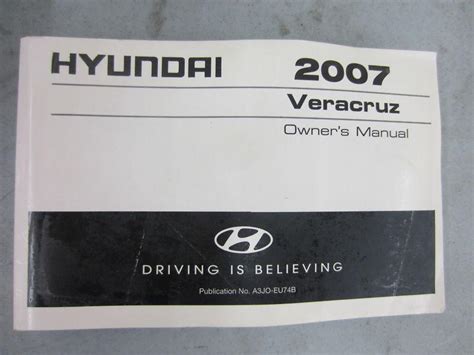 HYUNDAI 2007
Veracruz
Owner's Manual
DRIVING IS BELIEVING
Publication No. A3JO-EU74B